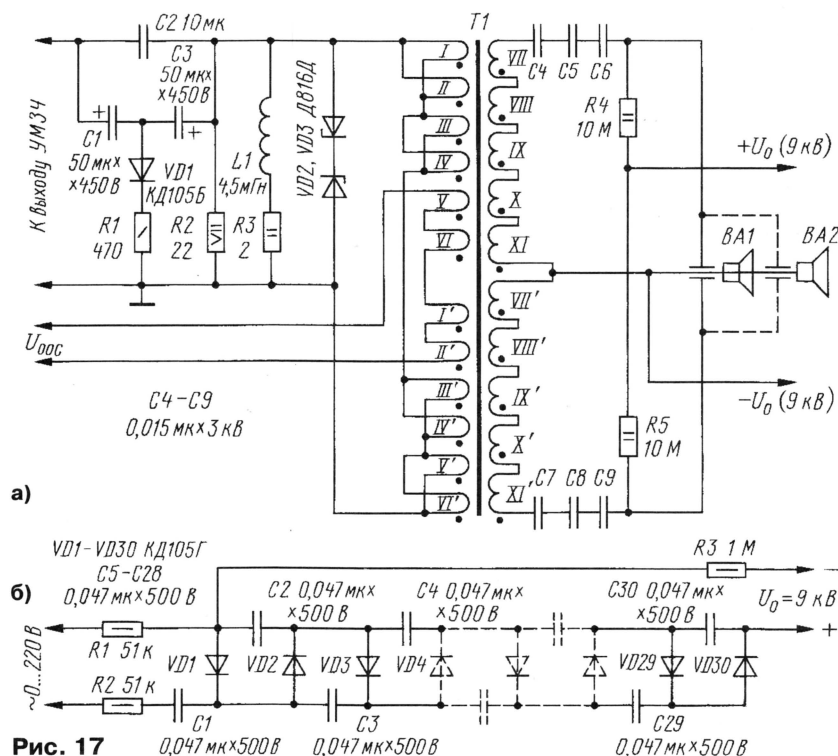 C2 10 мк
C3
50 мк×
×450 В
C1
50 мк×
×450 В
VD1
КД105Б
R1
470
R2
22
L1
4,5 мГн
R3
2
VD2, VD3 Д816Д
К выходу УМЗЧ
Uоос
C4–C9
0,015 мк×3 кВ
а)
T1
I
II
III
IV
V
VI
I'
II'
III'
IV'
V'
VI'
VII
VIII
IX
X
XI
VII'
VIII'
IX'
X'
XI'
C4
C5
C6
R4
10 М
+U₀ (9 кВ)
BA1
BA2
−U₀ (9 кВ)
R5
10 М
C7
C8
C9
VD1–VD30 КД105Г
C5–C28
0,047 мк×500 В
б)
R3 1 М
−
U₀=9 кВ
+
C2 0,047 мк×
×500 В
C4 0,047 мк×
×500 В
C30 0,047 мк×
×500 В
~0...220 В
R1 51 к
VD1
VD2
VD3
VD4
VD29
VD30
R2 51 к
C1
0,047 мк×500 В
C3
0,047 мк×500 В
C29
0,047 мк×500 В
Рис. 17